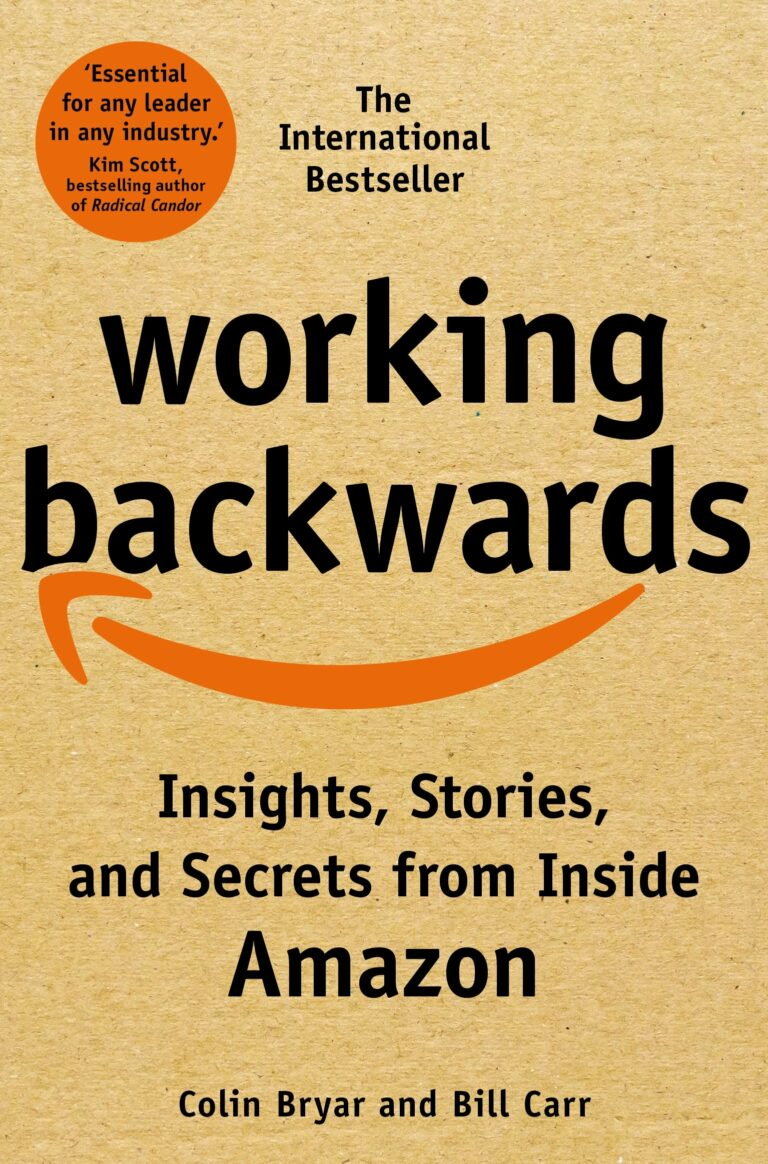 'Essential
for any leader
in any industry.'
Kim Scott,
bestselling author
of Radical Candor
The
International
Bestseller
working
backwards
Insights, Stories,
and Secrets from Inside
Amazon
Colin Bryar and Bill Carr